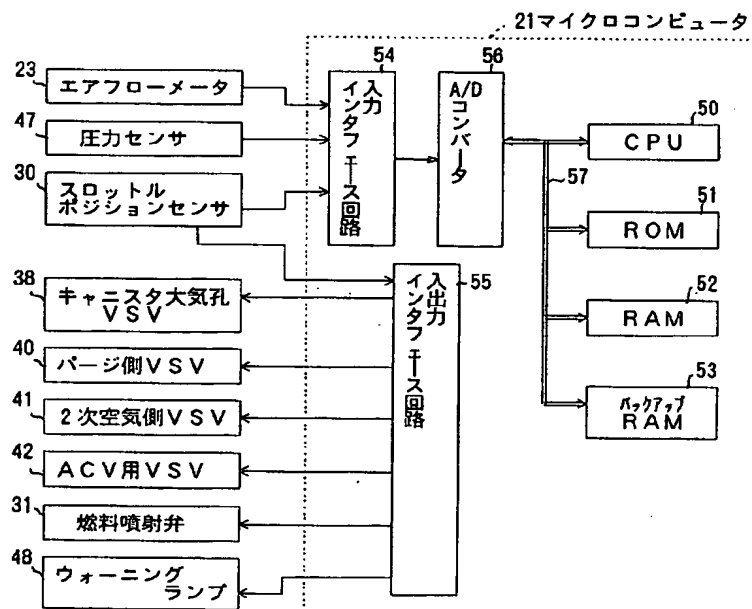 21マイクロコンピュータ
23
エアフローメータ
47
圧力センサ
30
スロットル
ポジションセンサ
54
入力
インタフェース回路
56
A/D
コンバータ
50
CPU
57
51
ROM
52
RAM
53
バックアップ
RAM
38
キャニスタ大気孔
VSV
40
パージ側VSV
41
2次空気側VSV
42
ACV用VSV
31
燃料噴射弁
48
ウォーニング
ランプ
55
入出力
インタフェース回路